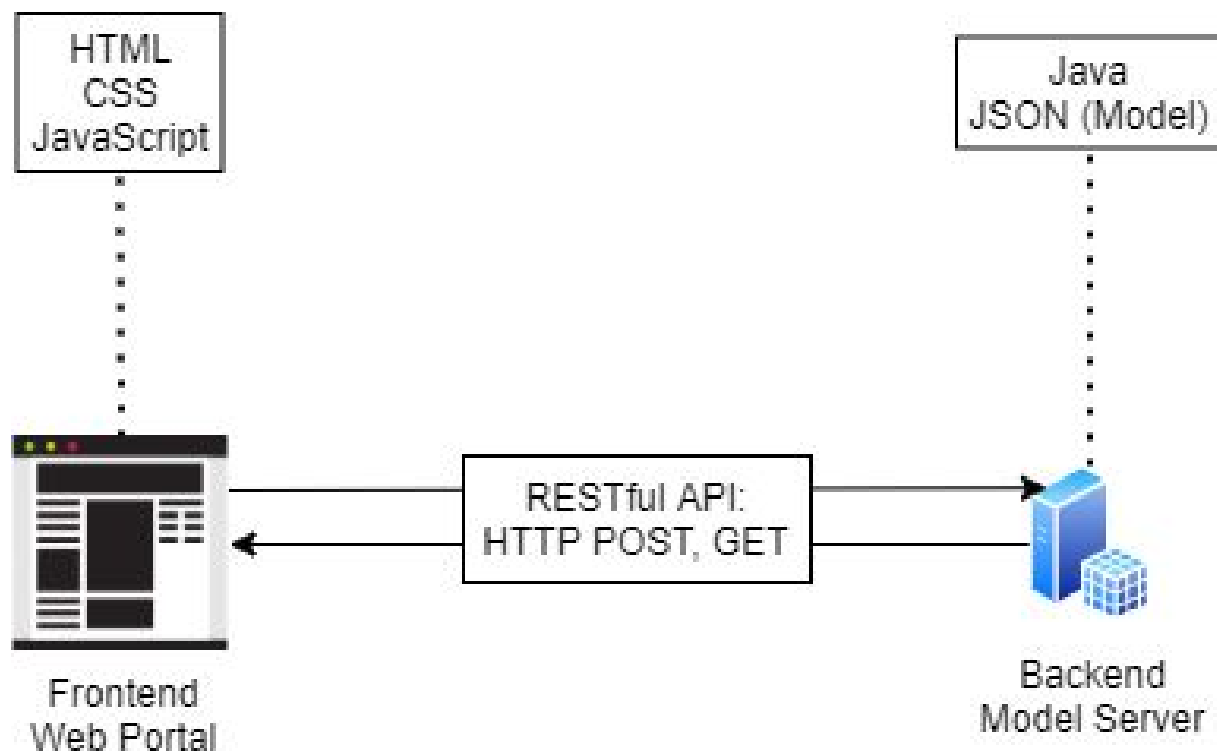 HTML
CSS
JavaScript
Java
JSON (Model)
RESTful API:
HTTP POST, GET
Frontend
Web Portal
Backend
Model Server